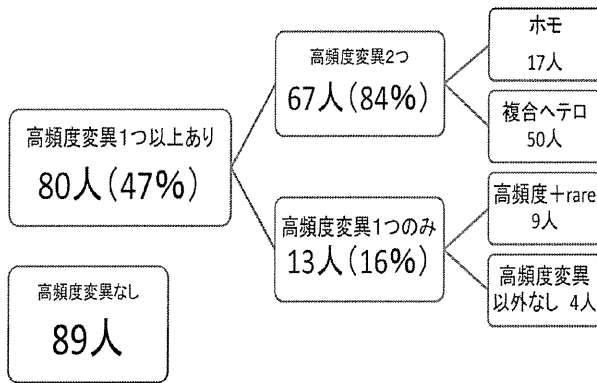 高頻度変異1つ以上あり
80人(47%)
高頻度変異なし
89人
高頻度変異2つ
67人(84%)
高頻度変異1つのみ
13人(16%)
ホモ
17人
複合ヘテロ
50人
高頻度+rare
9人
高頻度変異
以外なし 4人